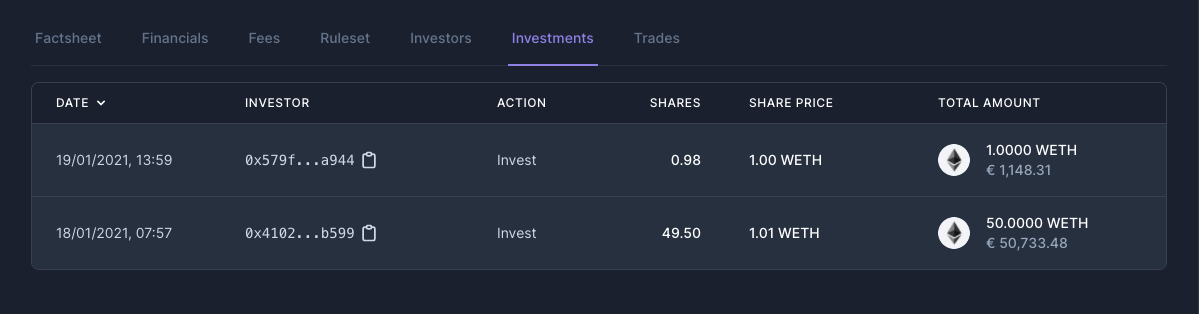 Factsheet Financials Fees Ruleset Investors Investments Trades
DATE INVESTOR ACTION SHARES SHARE PRICE TOTAL AMOUNT
19/01/2021, 13:59 0x579f...a944 Invest 0.98 1.00 WETH 1.0000 WETH
€ 1,148.31
18/01/2021, 07:57 0x4102...b599 Invest 49.50 1.01 WETH 50.0000 WETH
€ 50,733.48